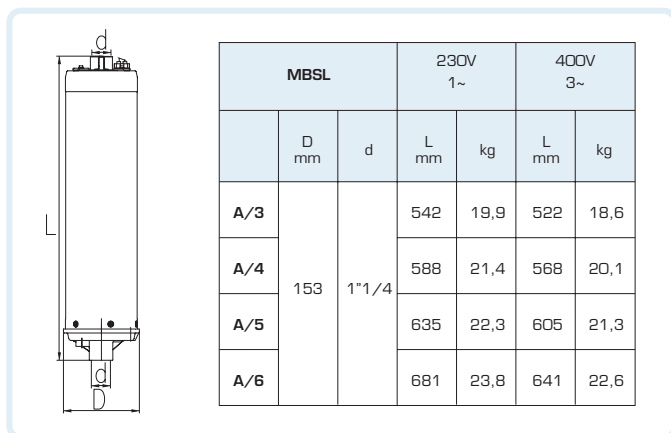 d
L
d
D
MBSL 230V 400V
1~ 3~
D L L
mm d mm kg mm kg
A/3 542 19,9 522 18,6
A/4 588 21,4 568 20,1
153 1"1/4
A/5 635 22,3 605 21,3
A/6 681 23,8 641 22,6